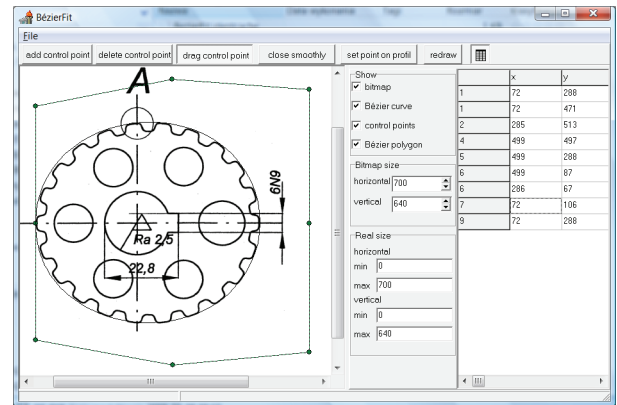 BézierFit
File
add control point delete control point drag control point close smoothly set point on profil redraw
A
6N9
Ra 2,5
22,8
Show
bitmap
Bézier curve
control points
Bézier polygon
Bitmap size
horizontal 700
vertical 640
Real size
horizontal
min 0
max 700
vertical
min 0
max 640
x y
1 72 288
1 72 471
2 285 513
4 499 497
5 499 288
6 499 87
6 286 67
7 72 106
9 72 288